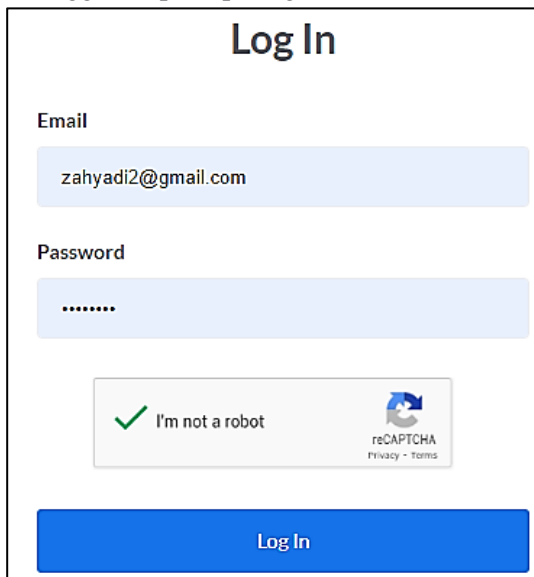 Log In
Email
zahyadi2@gmail.com
Password
••••••••
I'm not a robot
reCAPTCHA
Privacy - Terms
Log In